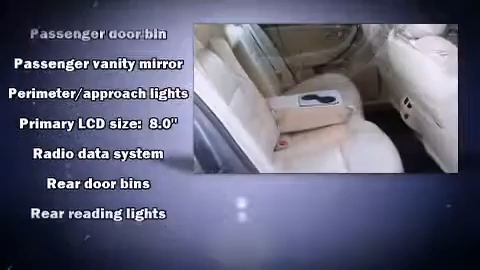 Passenger door bin
Passenger vanity mirror
Perimeter/approach lights
Primary LCD size:  8.0"
Radio data system
Rear door bins
Rear reading lights